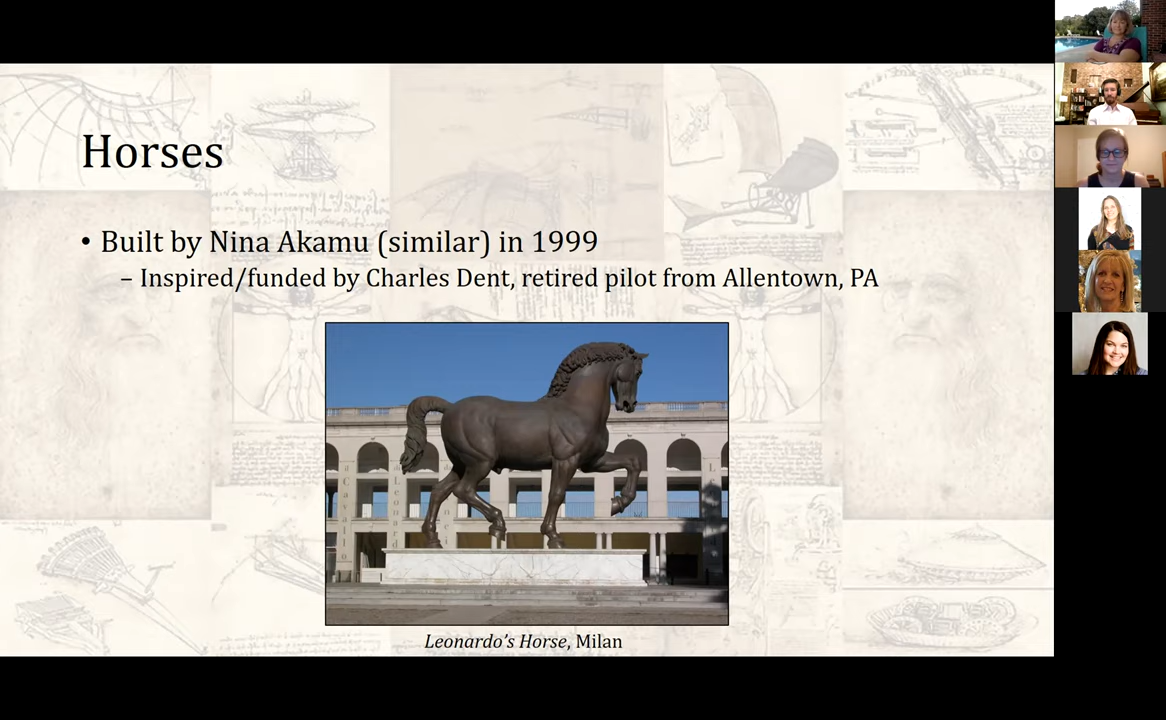 Horses
• Built by Nina Akamu (similar) in 1999
– Inspired/funded by Charles Dent, retired pilot from Allentown, PA
Leonardo's Horse, Milan